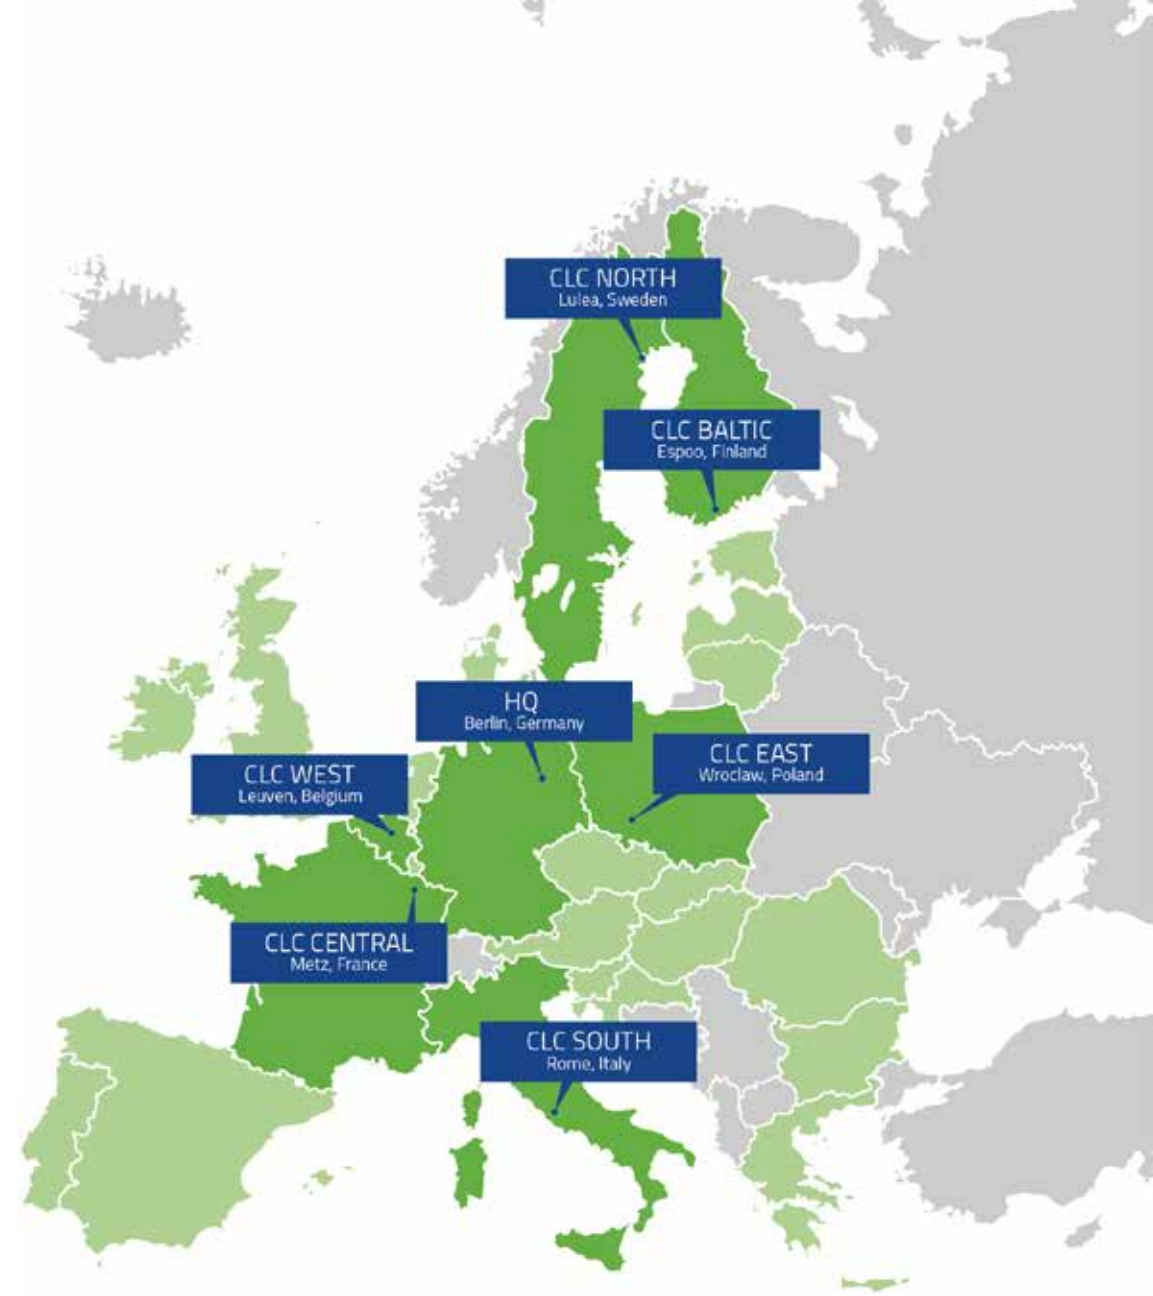 CLC NORTH
Lulea, Sweden
CLC BALTIC
Espoo, Finland
HQ
Berlin, Germany
CLC EAST
Wroclaw, Poland
CLC WEST
Leuven, Belgium
CLC CENTRAL
Metz, France
CLC SOUTH
Rome, Italy